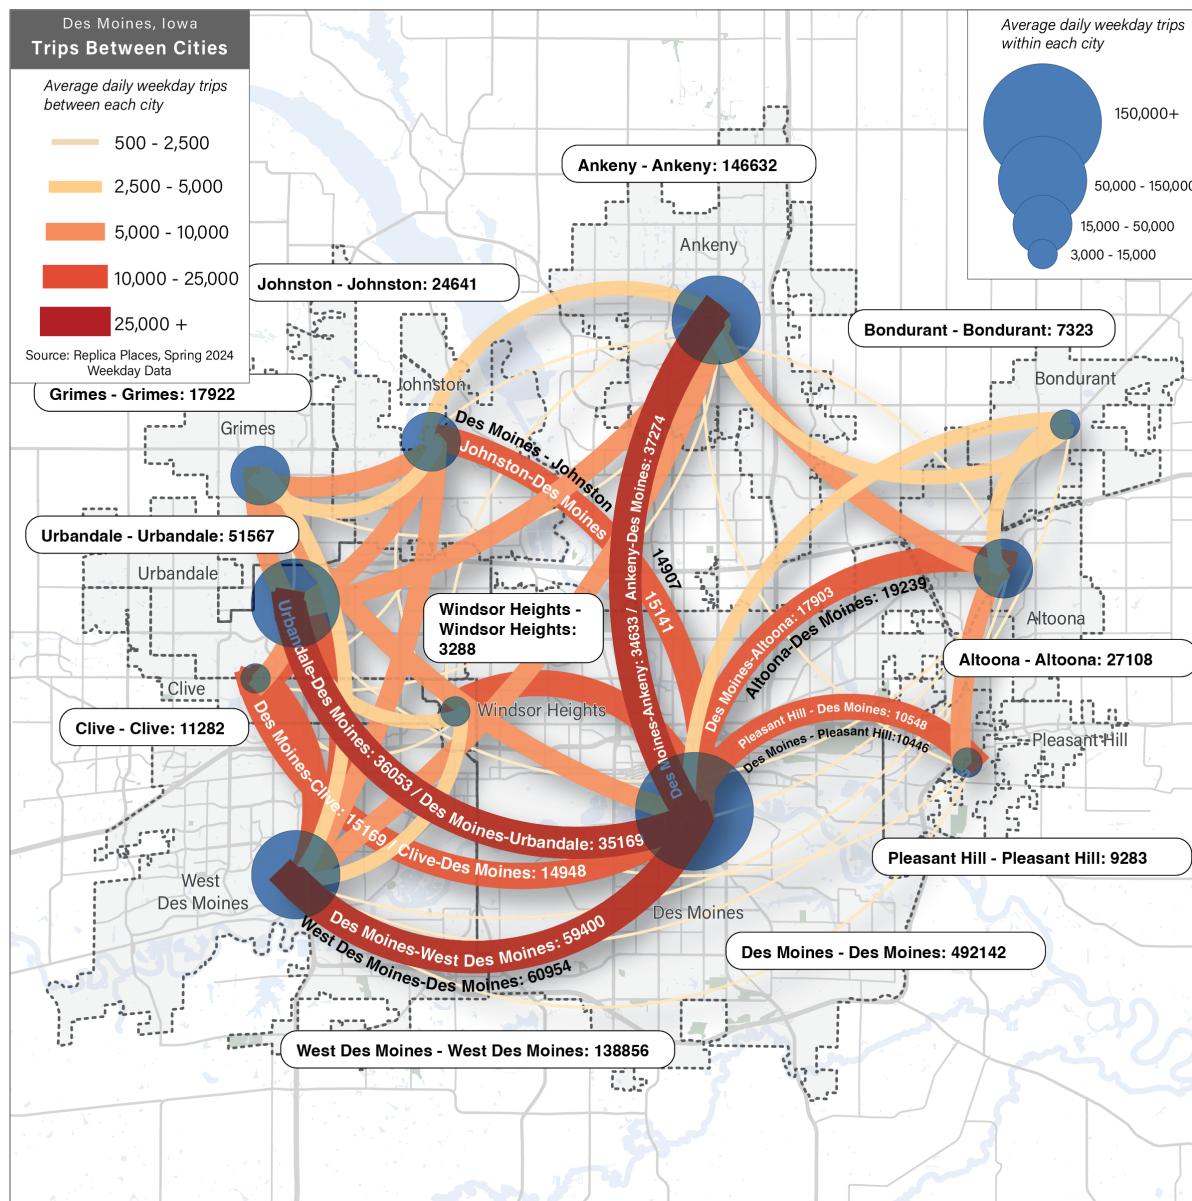 Des Moines, Iowa
Trips Between Cities
Average daily weekday trips
between each city
500 - 2,500
2,500 - 5,000
5,000 - 10,000
10,000 - 25,000
25,000 +
Source: Replica Places, Spring 2024
Weekday Data
Average daily weekday trips
within each city
150,000+
50,000 - 150,000
15,000 - 50,000
3,000 - 15,000
Ankeny - Ankeny: 146632
Ankeny
Johnston - Johnston: 24641
Bondurant - Bondurant: 7323
Johnston
Bondurant
Grimes - Grimes: 17922
Grimes
Des Moines - Johnston
14907
Johnston-Des Moines
15141
Des Moines-Ankeny: 34633 / Ankeny-Des Moines: 37274
Urbandale - Urbandale: 51567
Urbandale
Windsor Heights -
Windsor Heights:
3288
Des Moines-Altoona: 17903
Altoona-Des Moines: 19239
Altoona
Altoona - Altoona: 27108
Clive
Clive - Clive: 11282
Windsor Heights
Urbandale-Des Moines: 36053 / Des Moines-Urbandale: 35169
Des Moines-Clive: 15169 / Clive-Des Moines: 14948
Pleasant Hill - Des Moines: 10548
Des Moines - Pleasant Hill:10446
Pleasant Hill
Pleasant Hill - Pleasant Hill: 9283
West
Des Moines
Des Moines
Des Moines-West Des Moines: 59400
West Des Moines-Des Moines: 60954
Des Moines - Des Moines: 492142
West Des Moines - West Des Moines: 138856